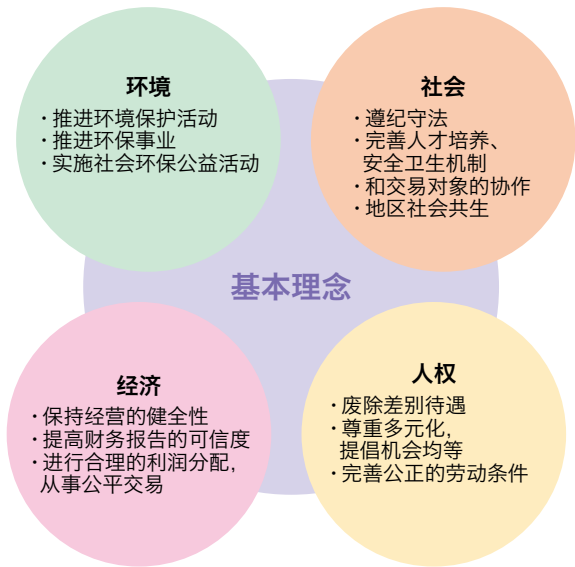 环境
・推进环境保护活动
・推进环保事业
・实施社会环保公益活动
社会
・遵纪守法
・完善人才培养、
安全卫生机制
・和交易对象的协作
・地区社会共生
基本理念
经济
・保持经营的健全性
・提高财务报告的可信度
・进行合理的利润分配，
从事公平交易
人权
・废除差别待遇
・尊重多元化，
提倡机会均等
・完善公正的劳动条件